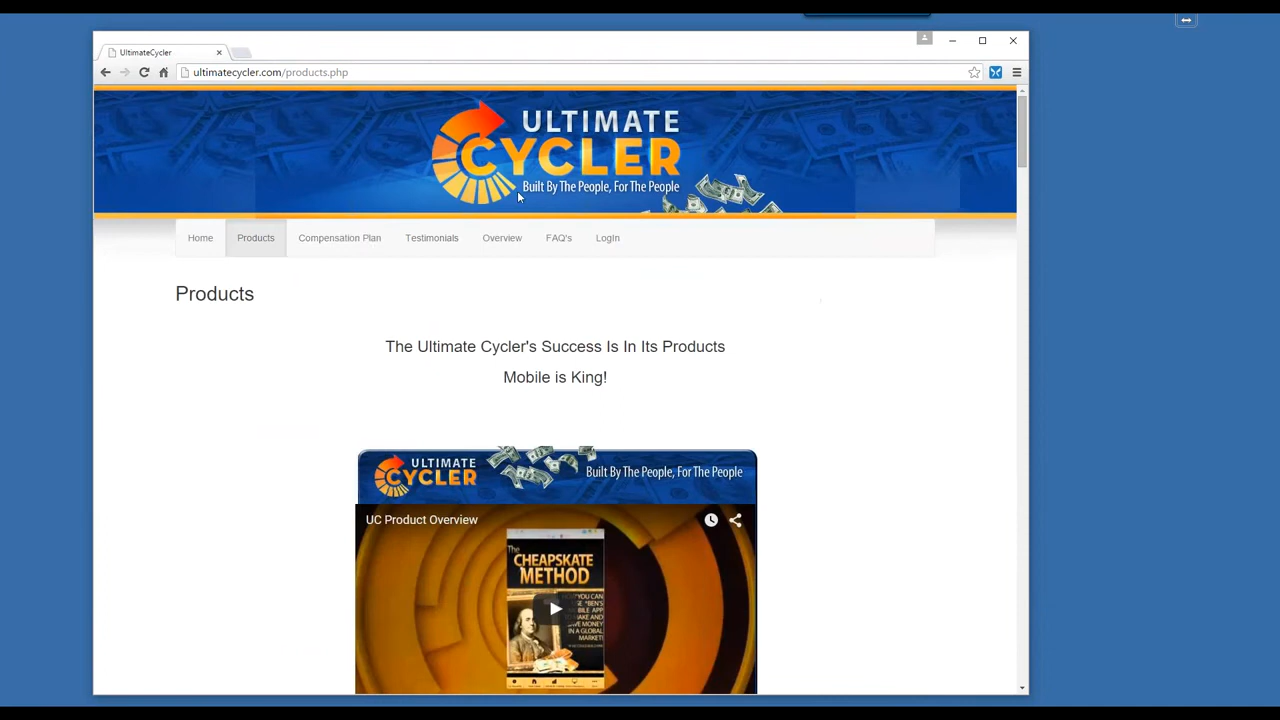 UltimateCycler
ultimatecycler.com/products.php
ULTIMATE
CYCLER
Built By The People, For The People
Home Products Compensation Plan Testimonials Overview FAQ's LogIn
Products
The Ultimate Cycler's Success Is In Its Products
Mobile is King!
ULTIMATE
CYCLER
Built By The People, For The People
UC Product Overview
The
CHEAPSKATE
METHOD